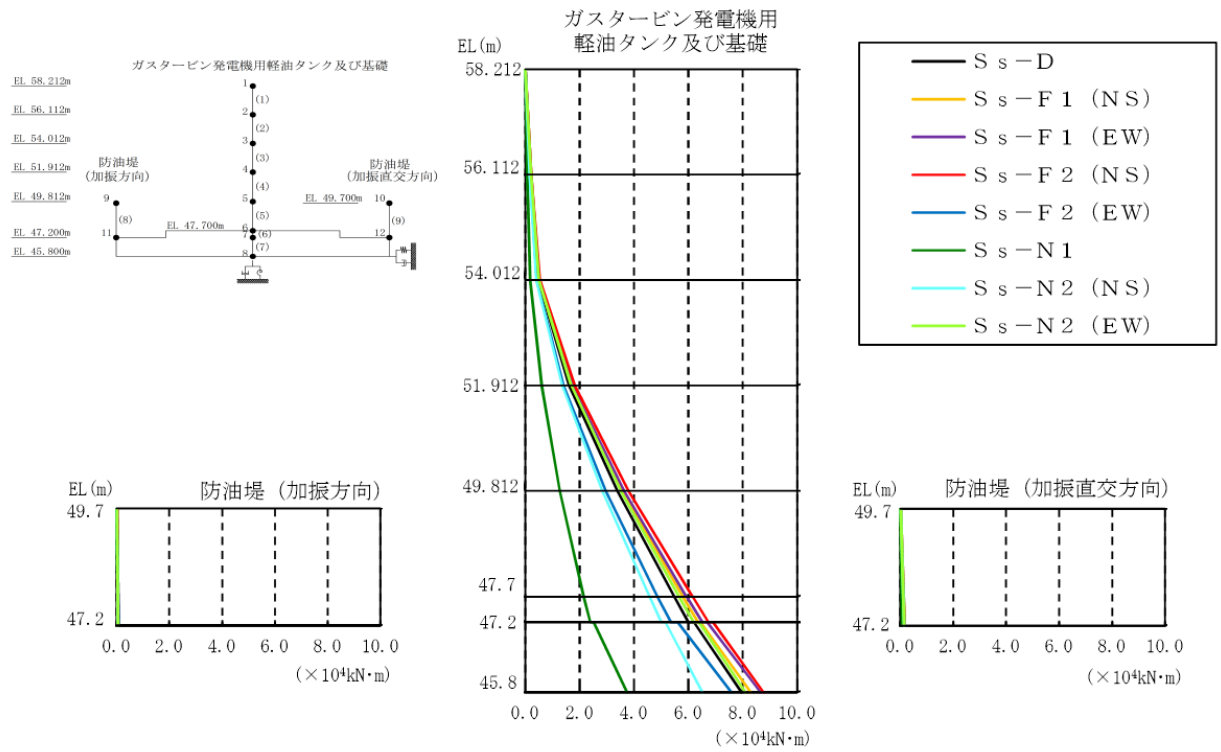 ガスタービン発電機用
軽油タンク及び基礎
EL(m)
58.212
56.112
54.012
51.912
49.812
47.7
47.2
45.8
0.0 2.0 4.0 6.0 8.0 10.0
(×10⁴kN·m)
ガスタービン発電機用軽油タンク及び基礎
EL 58.212m
EL 56.112m
EL 54.012m
EL 51.912m
EL 49.812m
EL 47.200m
EL 45.800m
1
(1)
2
(2)
3
(3)
4
(4)
5
(5)
6
(6)
7
(7)
8
防油堤
(加振方向)
9
(8)
11
EL 47.700m
防油堤
(加振直交方向)
EL 49.700m
10
(9)
12
Ss-D
Ss-F1 (NS)
Ss-F1 (EW)
Ss-F2 (NS)
Ss-F2 (EW)
Ss-N1
Ss-N2 (NS)
Ss-N2 (EW)
EL(m)
防油堤 (加振方向)
49.7
47.2
0.0 2.0 4.0 6.0 8.0 10.0
(×10⁴kN·m)
EL(m)
防油堤 (加振直交方向)
49.7
47.2
0.0 2.0 4.0 6.0 8.0 10.0
(×10⁴kN·m)